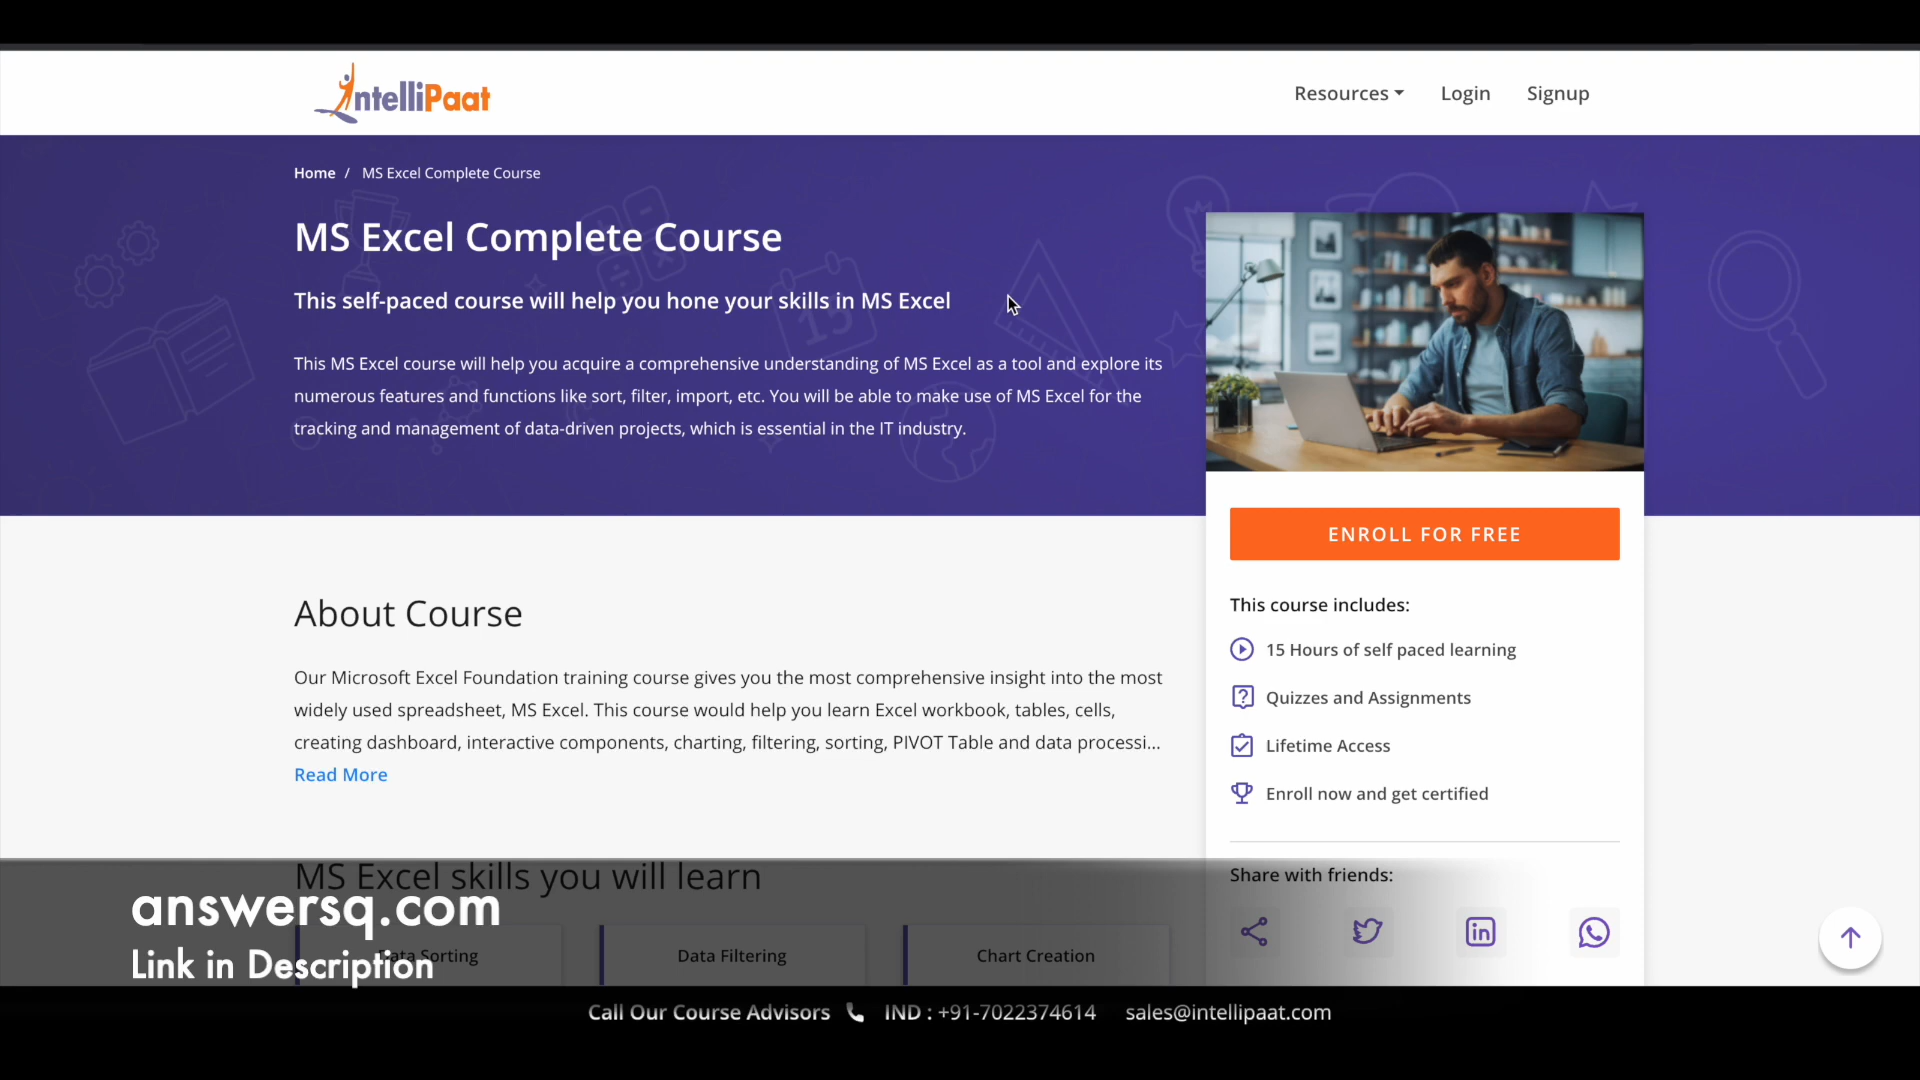 IntelliPaat
Resources
Login
Signup
Home / MS Excel Complete Course
MS Excel Complete Course
This self-paced course will help you hone your skills in MS Excel
This MS Excel course will help you acquire a comprehensive understanding of MS Excel as a tool and explore its
numerous features and functions like sort, filter, import, etc. You will be able to make use of MS Excel for the
tracking and management of data-driven projects, which is essential in the IT industry.
ENROLL FOR FREE
This course includes:
15 Hours of self paced learning
Quizzes and Assignments
Lifetime Access
Enroll now and get certified
Share with friends:
About Course
Our Microsoft Excel Foundation training course gives you the most comprehensive insight into the most
widely used spreadsheet, MS Excel. This course would help you learn Excel workbook, tables, cells,
creating dashboard, interactive components, charting, filtering, sorting, PIVOT Table and data processi...
Read More
MS Excel skills you will learn
Data Sorting
Data Filtering
Chart Creation
answersq.com
Link in Description
Call Our Course Advisors IND : +91-7022374614 sales@intellipaat.com